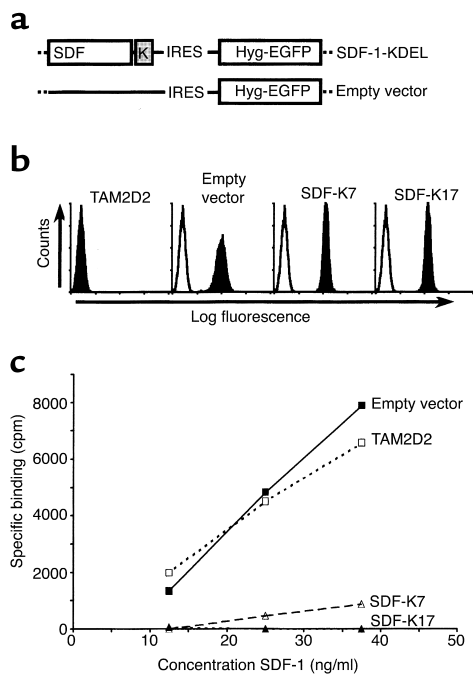 a
SDF K IRES Hyg-EGFP SDF-1-KDEL
IRES Hyg-EGFP Empty vector
b
TAM2D2 Empty vector SDF-K7 SDF-K17
Counts
Log fluorescence
c
Specific binding (cpm)
8000
6000
4000
2000
0
Empty vector
TAM2D2
SDF-K7
SDF-K17
0 10 20 30 40 50
Concentration SDF-1 (ng/ml)